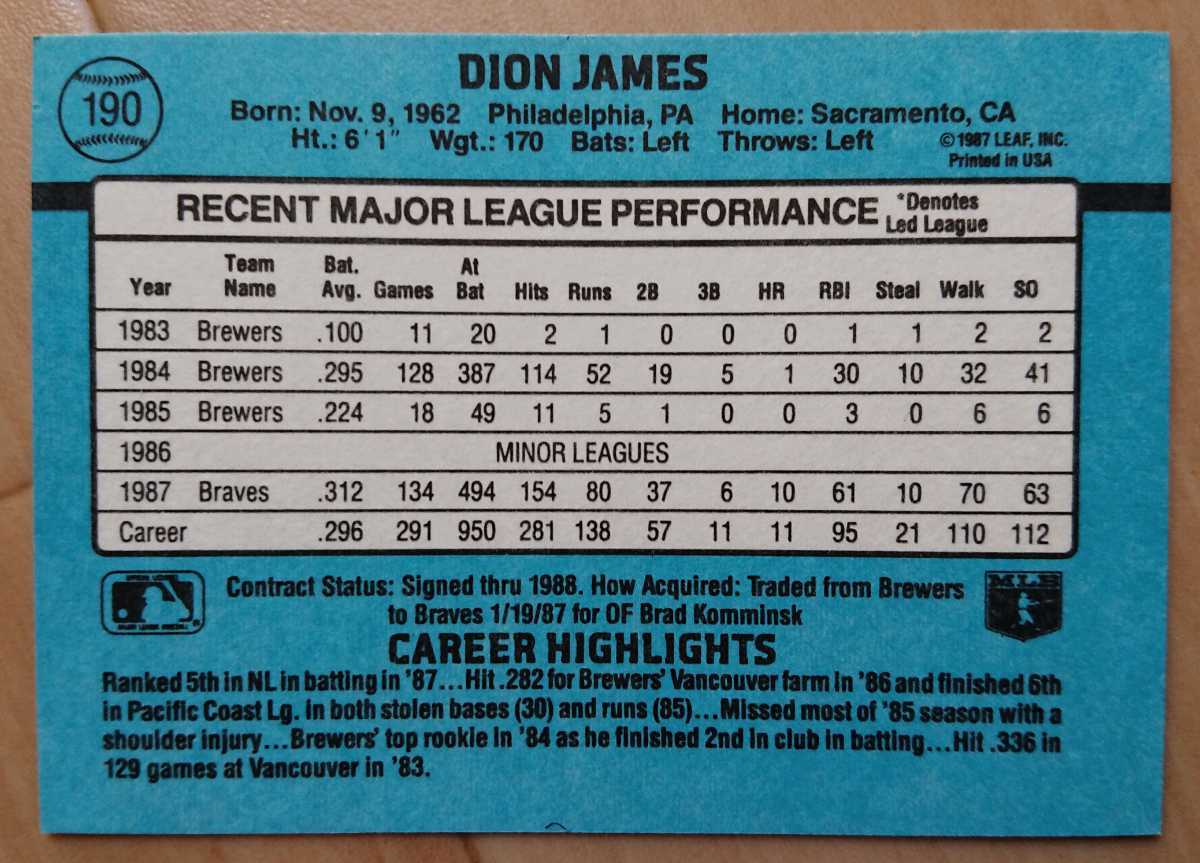 190
DION JAMES
Born: Nov. 9, 1962 Philadelphia, PA Home: Sacramento, CA
Ht.: 6'1" Wgt.: 170 Bats: Left Throws: Left
©1987 LEAF, INC.
Printed in USA
RECENT MAJOR LEAGUE PERFORMANCE *Denotes Led League
Year Team Name Bat. Avg. Games At Bat Hits Runs 2B 3B HR RBI Steal Walk SO
1983 Brewers .100 11 20 2 1 0 0 0 1 1 2 2
1984 Brewers .295 128 387 114 52 19 5 1 30 10 32 41
1985 Brewers .224 18 49 11 5 1 0 0 3 0 6 6
1986 MINOR LEAGUES
1987 Braves .312 134 494 154 80 37 6 10 61 10 70 63
Career .296 291 950 281 138 57 11 11 95 21 110 112
Contract Status: Signed thru 1988. How Acquired: Traded from Brewers
to Braves 1/19/87 for OF Brad Komminsk
MLB
CAREER HIGHLIGHTS
Ranked 5th in NL in batting in '87...Hit .282 for Brewers' Vancouver farm in '86 and finished 6th
in Pacific Coast Lg. in both stolen bases (30) and runs (85)...Missed most of '85 season with a
shoulder injury...Brewers' top rookie in '84 as he finished 2nd in club in batting...Hit .336 in
129 games at Vancouver in '83.